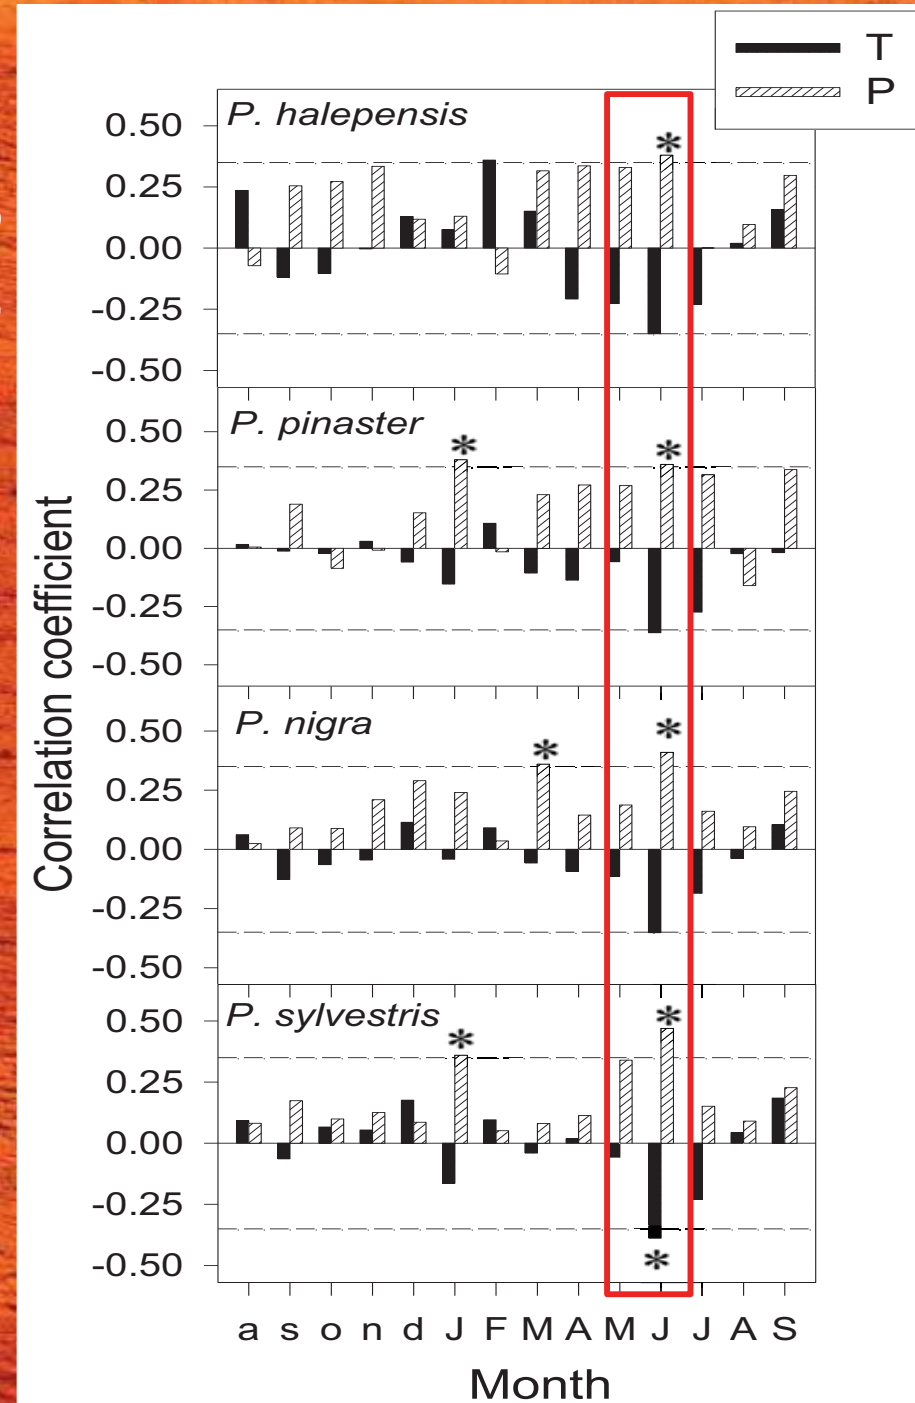 T
P
P. halepensis
0.50
0.25
0.00
-0.25
-0.50
*
P. pinaster
0.50
0.25
0.00
-0.25
-0.50
* *
P. nigra
0.50
0.25
0.00
-0.25
-0.50
* *
P. sylvestris
0.50
0.25
0.00
-0.25
-0.50
* *
*
Correlation coefficient
a s o n d J F M A M J J A S
Month